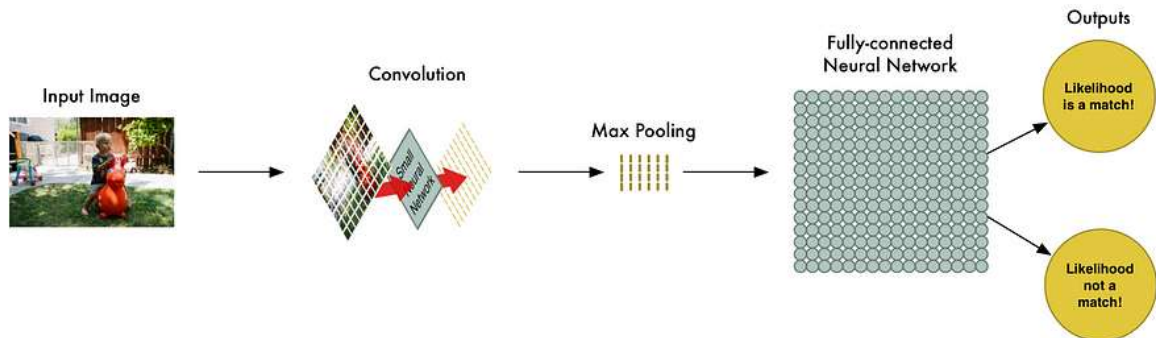 Input Image
Convolution
Small
Neural
Network
Max Pooling
Fully-connected
Neural Network
Outputs
Likelihood
is a match!
Likelihood
not a
match!